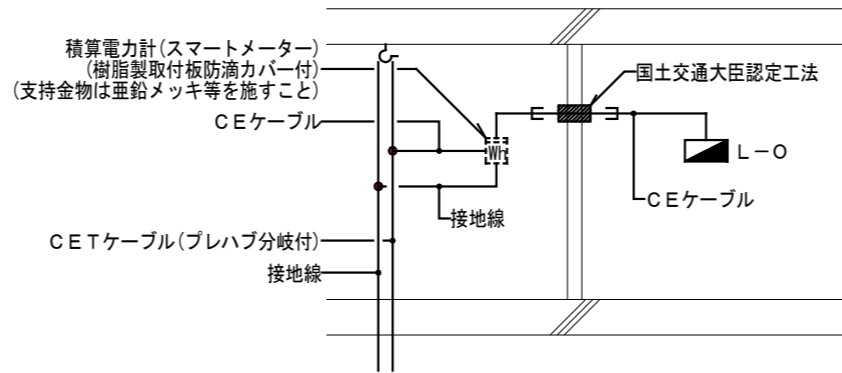 積算電力計(スマートメーター)
(樹脂製取付板防滴カバー付)
(支持金物は亜鉛メッキ等を施すこと)
国土交通大臣認定工法
ＣＥケーブル
Wh
Ｌ－Ｏ
ＣＥケーブル
接地線
ＣＥＴケーブル(プレハブ分岐付)
接地線